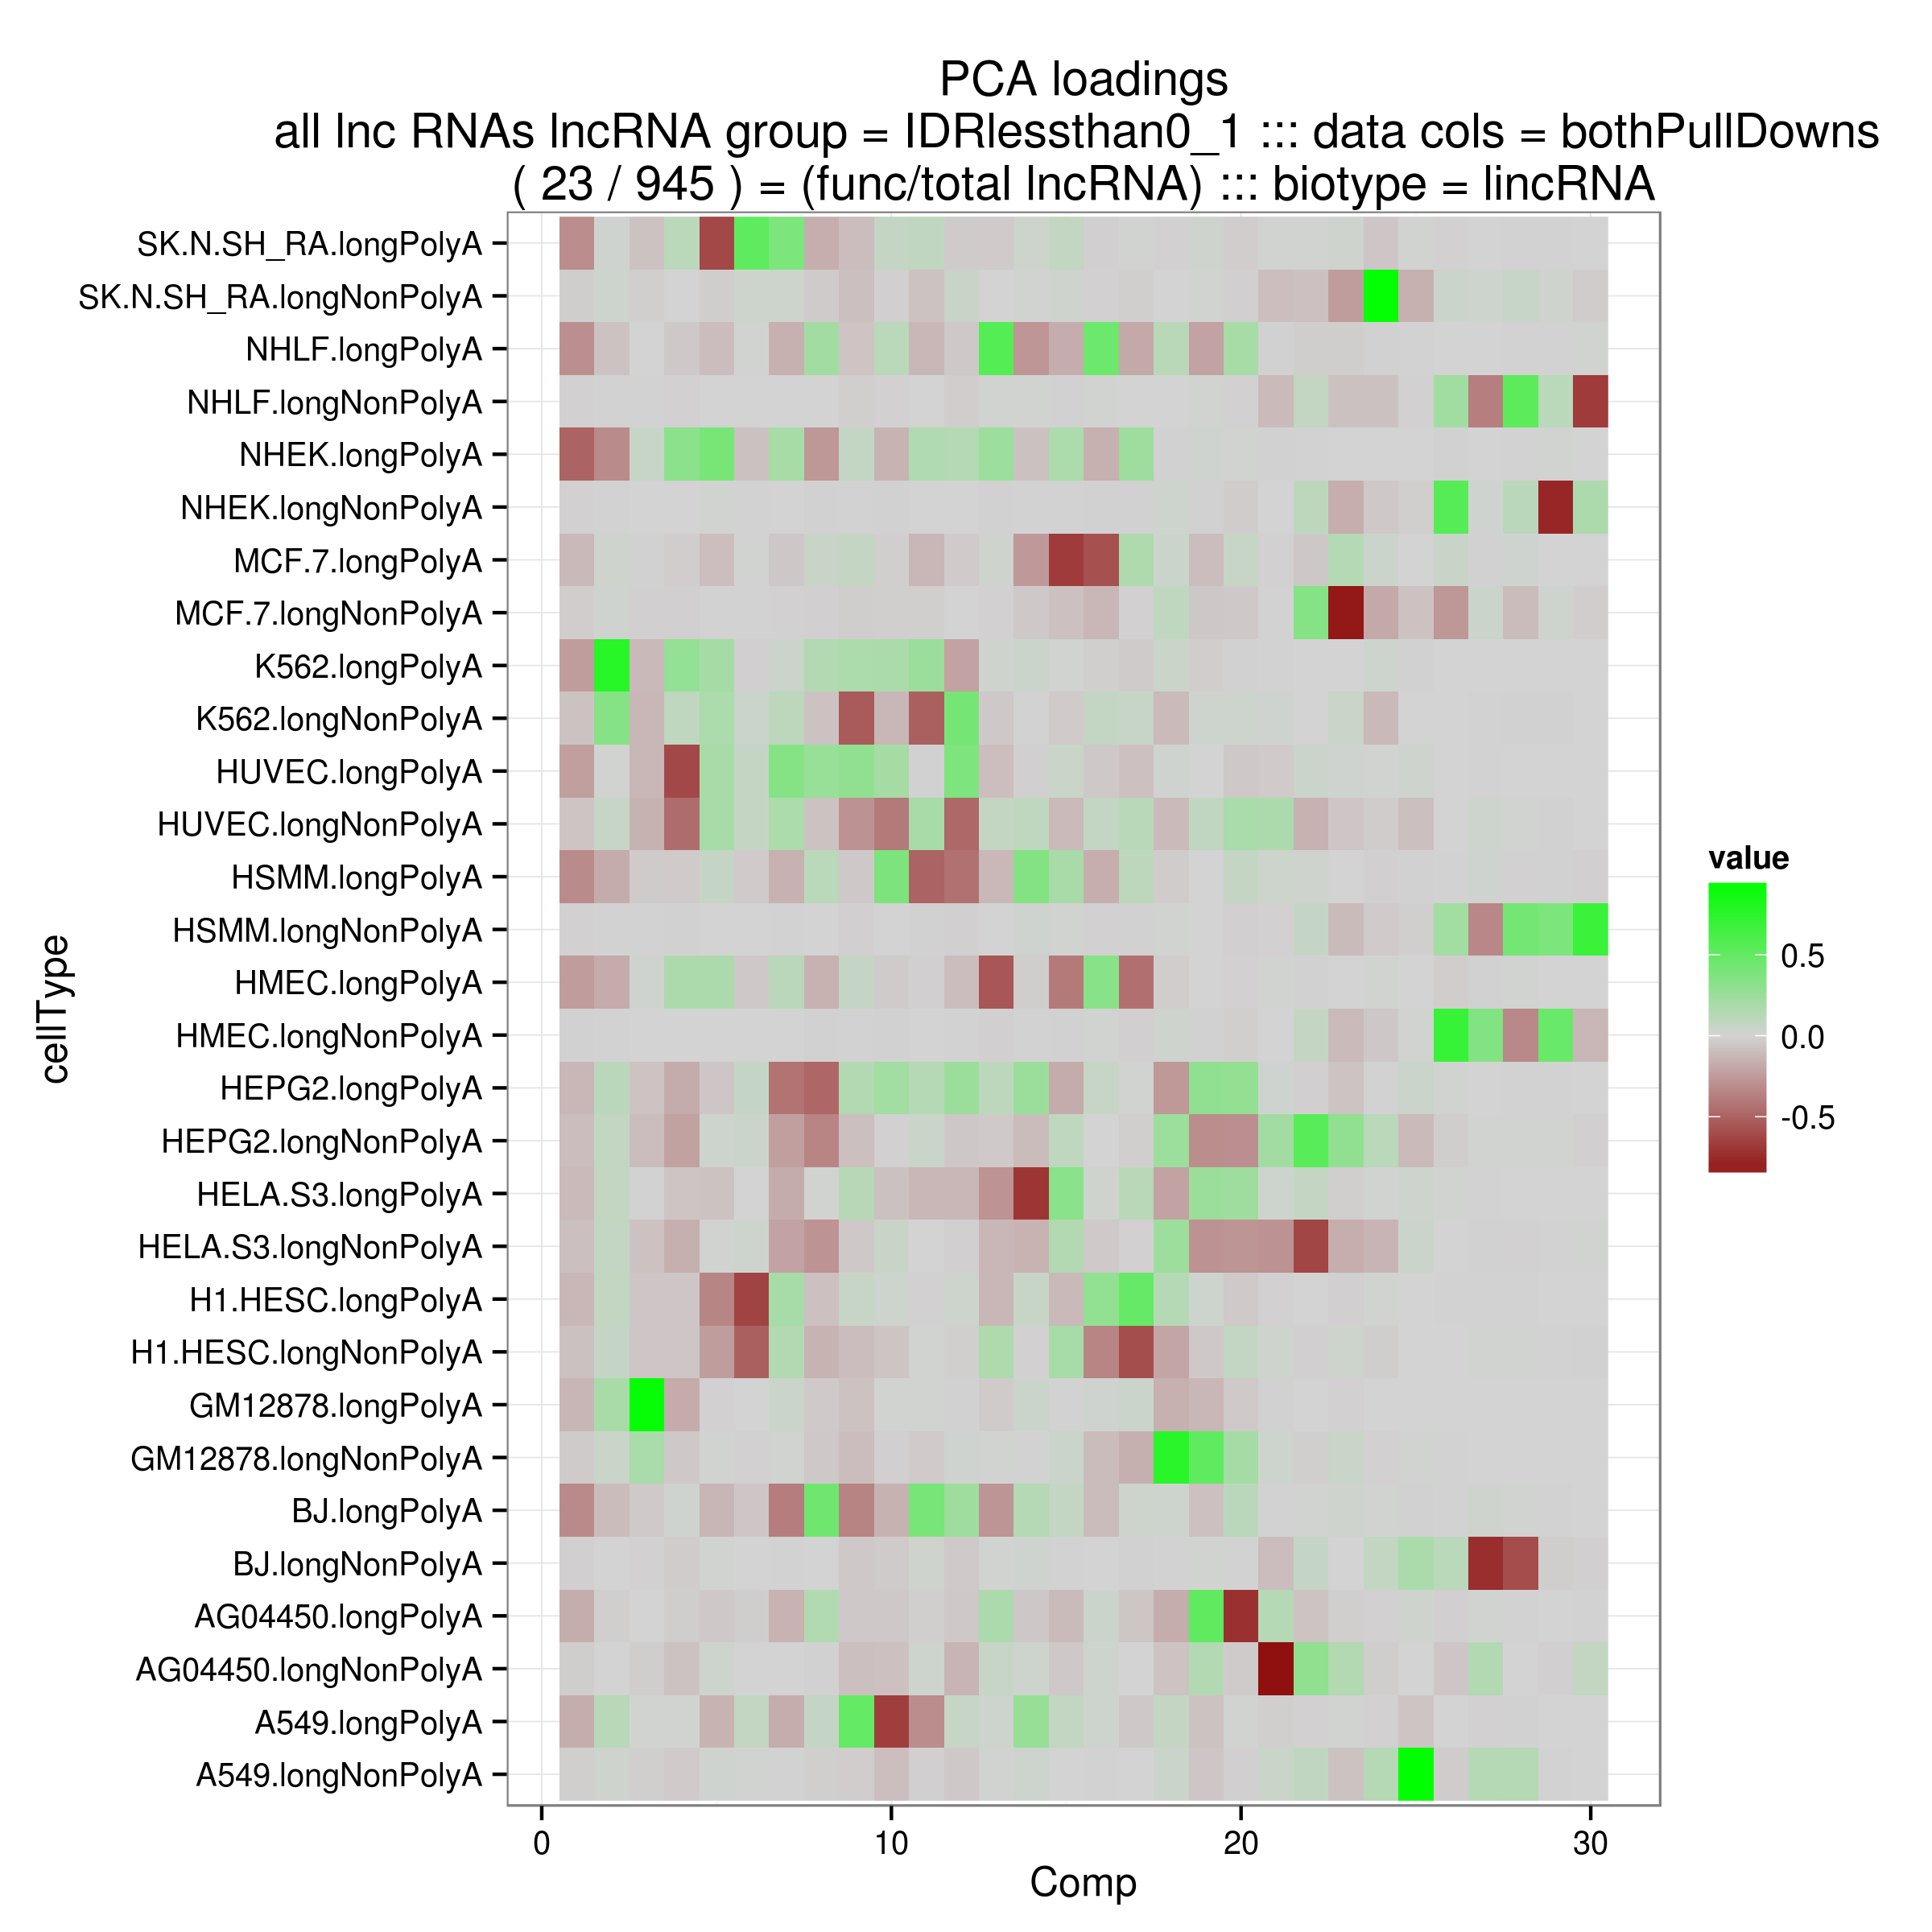 PCA loadings
all lnc RNAs lncRNA group = IDRlessthan0_1 ::: data cols = bothPullDowns
( 23 / 945 ) = (func/total lncRNA) ::: biotype = lincRNA
SK.N.SH_RA.longPolyA
SK.N.SH_RA.longNonPolyA
NHLF.longPolyA
NHLF.longNonPolyA
NHEK.longPolyA
NHEK.longNonPolyA
MCF.7.longPolyA
MCF.7.longNonPolyA
K562.longPolyA
K562.longNonPolyA
HUVEC.longPolyA
HUVEC.longNonPolyA
HSMM.longPolyA
HSMM.longNonPolyA
HMEC.longPolyA
HMEC.longNonPolyA
HEPG2.longPolyA
HEPG2.longNonPolyA
HELA.S3.longPolyA
HELA.S3.longNonPolyA
H1.HESC.longPolyA
H1.HESC.longNonPolyA
GM12878.longPolyA
GM12878.longNonPolyA
BJ.longPolyA
BJ.longNonPolyA
AG04450.longPolyA
AG04450.longNonPolyA
A549.longPolyA
A549.longNonPolyA
cellType
0 10 20 30
Comp
value
0.5
0.0
-0.5